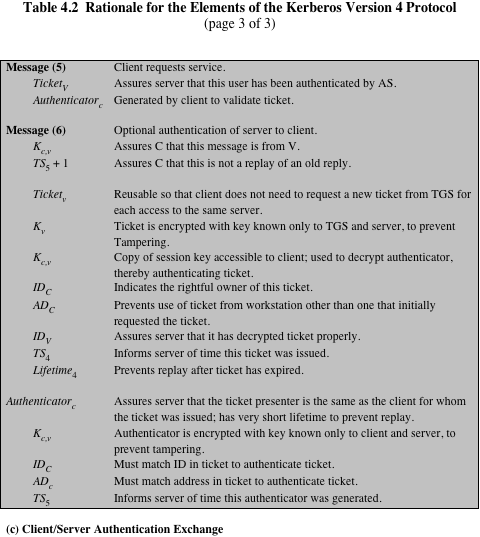 Table 4.2 Rationale for the Elements of the Kerberos Version 4 Protocol
(page 3 of 3)
Message (5) Client requests service.
Ticket_V Assures server that this user has been authenticated by AS.
Authenticator_c Generated by client to validate ticket.
Message (6) Optional authentication of server to client.
K_c,v Assures C that this message is from V.
TS_5 + 1 Assures C that this is not a replay of an old reply.
Ticket_v Reusable so that client does not need to request a new ticket from TGS for
each access to the same server.
K_v Ticket is encrypted with key known only to TGS and server, to prevent
Tampering.
K_c,v Copy of session key accessible to client; used to decrypt authenticator,
thereby authenticating ticket.
ID_C Indicates the rightful owner of this ticket.
AD_C Prevents use of ticket from workstation other than one that initially
requested the ticket.
ID_V Assures server that it has decrypted ticket properly.
TS_4 Informs server of time this ticket was issued.
Lifetime_4 Prevents replay after ticket has expired.
Authenticator_c Assures server that the ticket presenter is the same as the client for whom
the ticket was issued; has very short lifetime to prevent replay.
K_c,v Authenticator is encrypted with key known only to client and server, to
prevent tampering.
ID_C Must match ID in ticket to authenticate ticket.
AD_c Must match address in ticket to authenticate ticket.
TS_5 Informs server of time this authenticator was generated.
(c) Client/Server Authentication Exchange